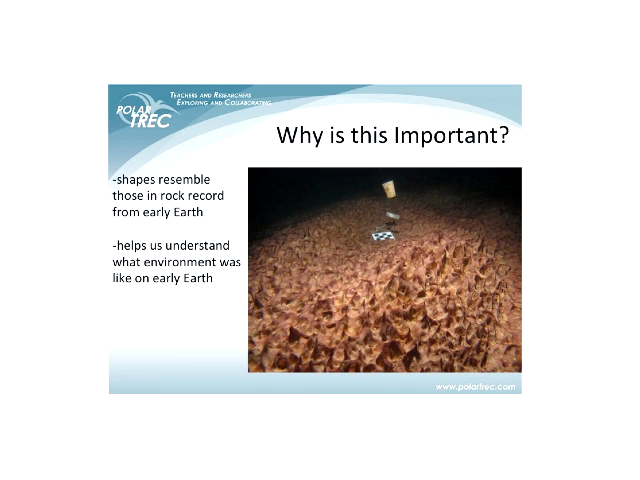 TEACHERS AND RESEARCHERS
EXPLORING AND COLLABORATING
POLAR
TREC
Why is this Important?
-shapes resemble
those in rock record
from early Earth
-helps us understand
what environment was
like on early Earth
www.polartrec.com